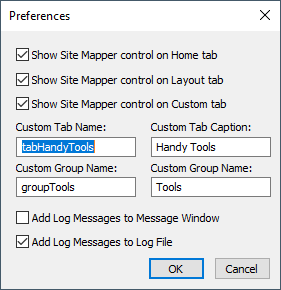 Preferences
Show Site Mapper control on Home tab
Show Site Mapper control on Layout tab
Show Site Mapper control on Custom tab
Custom Tab Name: Custom Tab Caption:
tabHandyTools Handy Tools
Custom Group Name: Custom Group Name:
groupTools Tools
Add Log Messages to Message Window
Add Log Messages to Log File
OK Cancel